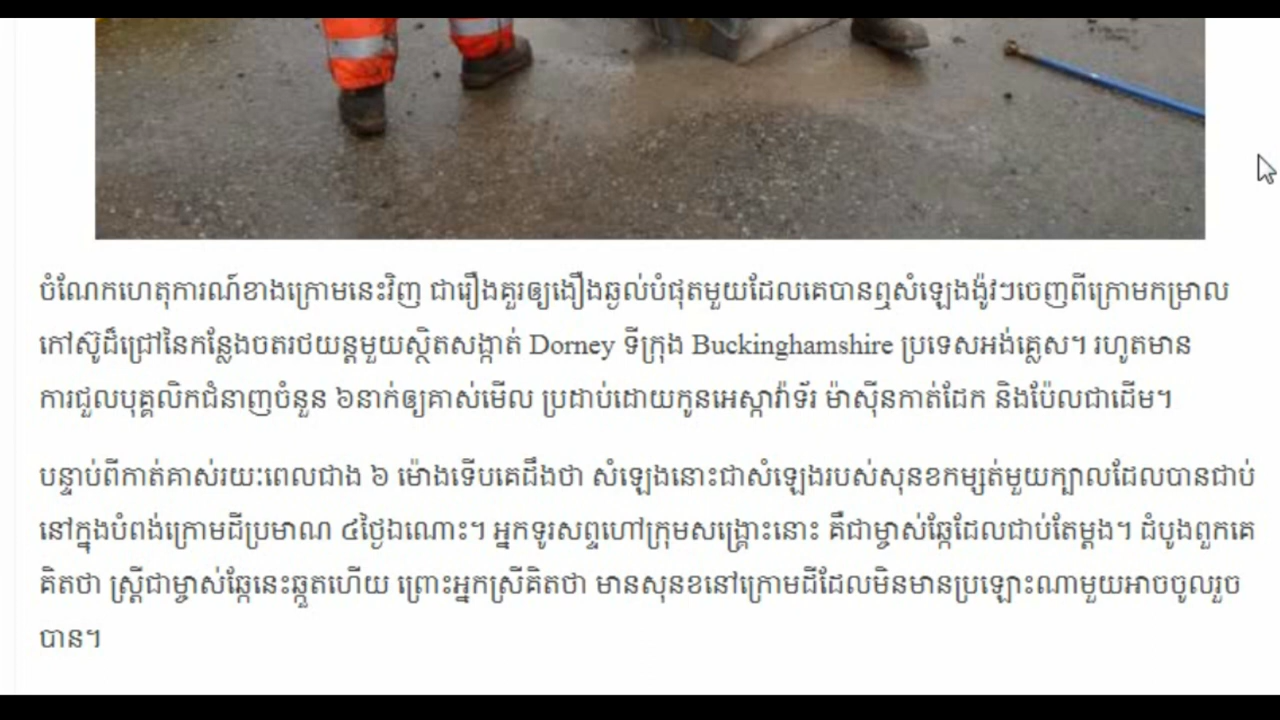 ចំណែកហេតុការណ៍ខាងក្រោមនេះវិញ ជារឿងគួរឲ្យងឿងឆ្ងល់បំផុតមួយដែលគេបានឮសំឡេងង៉ូវៗចេញពីក្រោមកម្រាល
កៅស៊ូដ៏ជ្រៅនៃកន្លែងចតរថយន្តមួយស្ថិតសង្កាត់ Dorney ទីក្រុង Buckinghamshire ប្រទេសអង់គ្លេស។ រហូតមាន
ការជួលបុគ្គលិកជំនាញចំនួន ៦នាក់ឲ្យគាស់មើល ប្រដាប់ដោយកូនអេស្កាវ៉ាទ័រ ម៉ាស៊ីនកាត់ដែក និងប៉ែលជាដើម។
បន្ទាប់ពីកាត់គាស់រយៈពេលជាង ៦ ម៉ោងទើបគេដឹងថា សំឡេងនោះជាសំឡេងរបស់សុនខកម្សត់មួយក្បាលដែលបានជាប់
នៅក្នុងបំពង់ក្រោមដីប្រមាណ ៤ថ្ងៃឯណោះ។ អ្នកទូរសព្ទហៅក្រុមសង្គ្រោះនោះ គឺជាម្ចាស់ឆ្កែដែលជាប់តែម្ដង។ ដំបូងពួកគេ
គិតថា ស្ត្រីជាម្ចាស់ឆ្កែនេះឆ្កួតហើយ ព្រោះអ្នកស្រីគិតថា មានសុនខនៅក្រោមដីដែលមិនមានប្រឡោះណាមួយអាចចូលរួច
បាន។